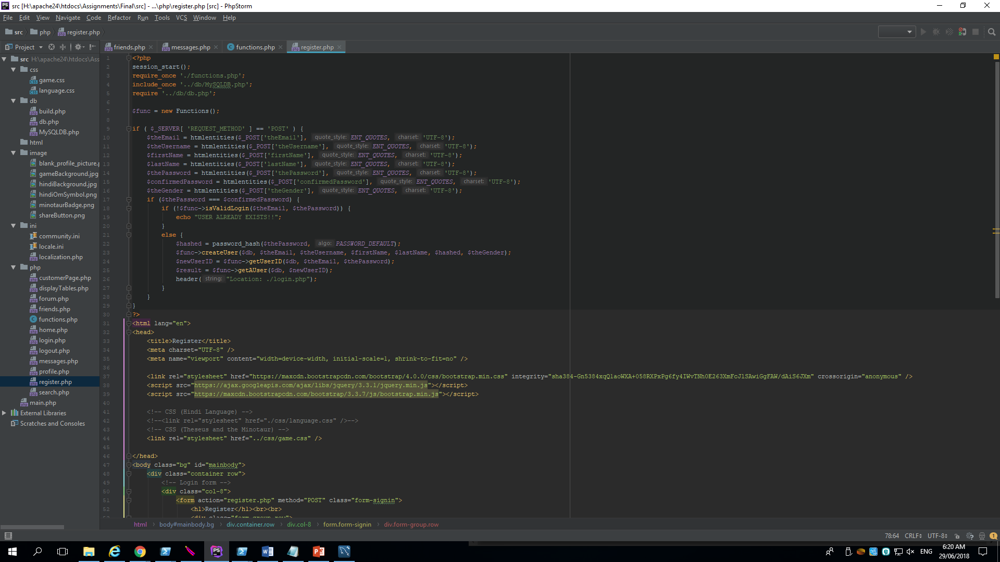 src [H:\apache24\htdocs\Assignments\Final\src] - ...\php\register.php [src] - PhpStorm
File Edit View Navigate Code Refactor Run Tools VCS Window Help
src php register.php
Project friends.php messages.php functions.php register.php
src H:\apache24\htdocs\Ass
css
game.css
language.css
db
build.php
db.php
MySQLDB.php
html
image
blank_profile_picture.p
gameBackground.jpg
hindiBackground.jpg
hindiOmSymbol.png
minotaurBadge.png
shareButton.png
ini
community.ini
locale.ini
localization.php
php
customerPage.php
displayTables.php
forum.php
friends.php
functions.php
home.php
login.php
logout.php
messages.php
profile.php
register.php
search.php
main.php
External Libraries
Scratches and Consoles
1 <?php
2 session_start();
3 require_once './functions.php';
4 include_once '../db/MySQLDB.php';
5 require '../db/db.php';
6
7 $func = new Functions();
8
9 if ( $_SERVER[ 'REQUEST_METHOD' ] == 'POST' ) {
10 $theEmail = htmlentities($_POST['theEmail'], quote_style: ENT_QUOTES, charset: 'UTF-8');
11 $theUsername = htmlentities($_POST['theUsername'], quote_style: ENT_QUOTES, charset: 'UTF-8');
12 $firstName = htmlentities($_POST['firstName'], quote_style: ENT_QUOTES, charset: 'UTF-8');
13 $lastName = htmlentities($_POST['lastName'], quote_style: ENT_QUOTES, charset: 'UTF-8');
14 $thePassword = htmlentities($_POST['thePassword'], quote_style: ENT_QUOTES, charset: 'UTF-8');
15 $confirmedPassword = htmlentities($_POST['confirmedPassword'], quote_style: ENT_QUOTES, charset: 'UTF-8');
16 $theGender = htmlentities($_POST['theGender'], quote_style: ENT_QUOTES, charset: 'UTF-8');
17 if ($thePassword === $confirmedPassword) {
18 if (!$func->isValidLogin($theEmail, $thePassword)) {
19 echo "USER ALREADY EXISTS!!";
20 }
21 else {
22 $hashed = password_hash($thePassword, algo: PASSWORD_DEFAULT);
23 $func->createUser($db, $theEmail, $theUsername, $firstName, $lastName, $hashed, $theGender);
24 $newUserID = $func->getUserID($db, $theEmail, $thePassword);
25 $result = $func->getAUser($db, $newUserID);
26 header( string: "Location: ./login.php");
27 }
28 }
29 }
30 ?>
31 <html lang="en">
32 <head>
33 <title>Register</title>
34 <meta charset="UTF-8" />
35 <meta name="viewport" content="width=device-width, initial-scale=1, shrink-to-fit=no" />
36
37 <link rel="stylesheet" href="https://maxcdn.bootstrapcdn.com/bootstrap/4.0.0/css/bootstrap.min.css" integrity="sha384-Gn5384xqQ1aoWXA+058RXPxPg6fy4IWvTNh0E263XmFcJlSAwiGgFAW/dAiS6JXm" crossorigin="anonymous" />
38 <script src="https://ajax.googleapis.com/ajax/libs/jquery/3.3.1/jquery.min.js"></script>
39 <script src="https://maxcdn.bootstrapcdn.com/bootstrap/3.3.7/js/bootstrap.min.js"></script>
40
41 <!-- CSS (Hindi Language) -->
42 <!--<link rel="stylesheet" href="./css/language.css" />-->
43 <!-- CSS (Theseus and the Minotaur) -->
44 <link rel="stylesheet" href="../css/game.css" />
45
46 </head>
47 <body class="bg" id="mainbody">
48 <div class="container row">
49 <!-- Login form -->
50 <div class="col-8">
51 <form action="register.php" method="POST" class="form-signin">
52 <h1>Register</h1><br><br>
53 <div class="form-group row">
html body#mainbody.bg div.container.row div.col-8 form.form-signin div.form-group.row
78:64 CRLF UTF-8 1
ENG 6:20 AM
29/06/2018